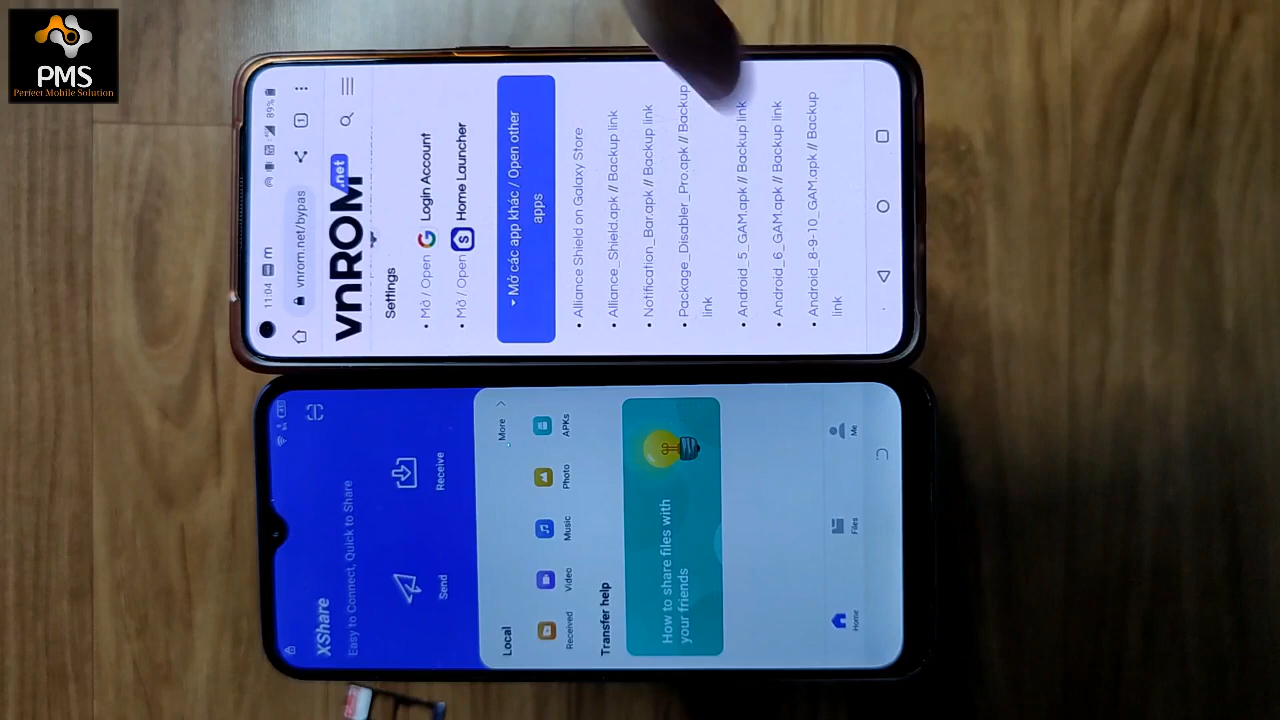 PMS
Perfect Mobile Solution
11:04
m
89%
vnrom.net/bypas
1
vnROM
.net
Settings
• Mở / Open
Login Account
• Mở / Open
S
Home Launcher
Mở các app khác / Open other
apps
• Alliance Shield on Galaxy Store
• Alliance_Shield.apk // Backup link
• Notification_Bar.apk // Backup link
• Package_Disabler_Pro.apk // Backup
link
• Android_5_GAM.apk // Backup link
• Android_6_GAM.apk // Backup link
• Android_8-9-10_GAM.apk // Backup
link
XShare
Easy to Connect, Quick to Share
Send
Receive
Local
More
Received
Video
Music
Photo
APKs
Transfer help
How to share files with
your friends
Home
Files
Me